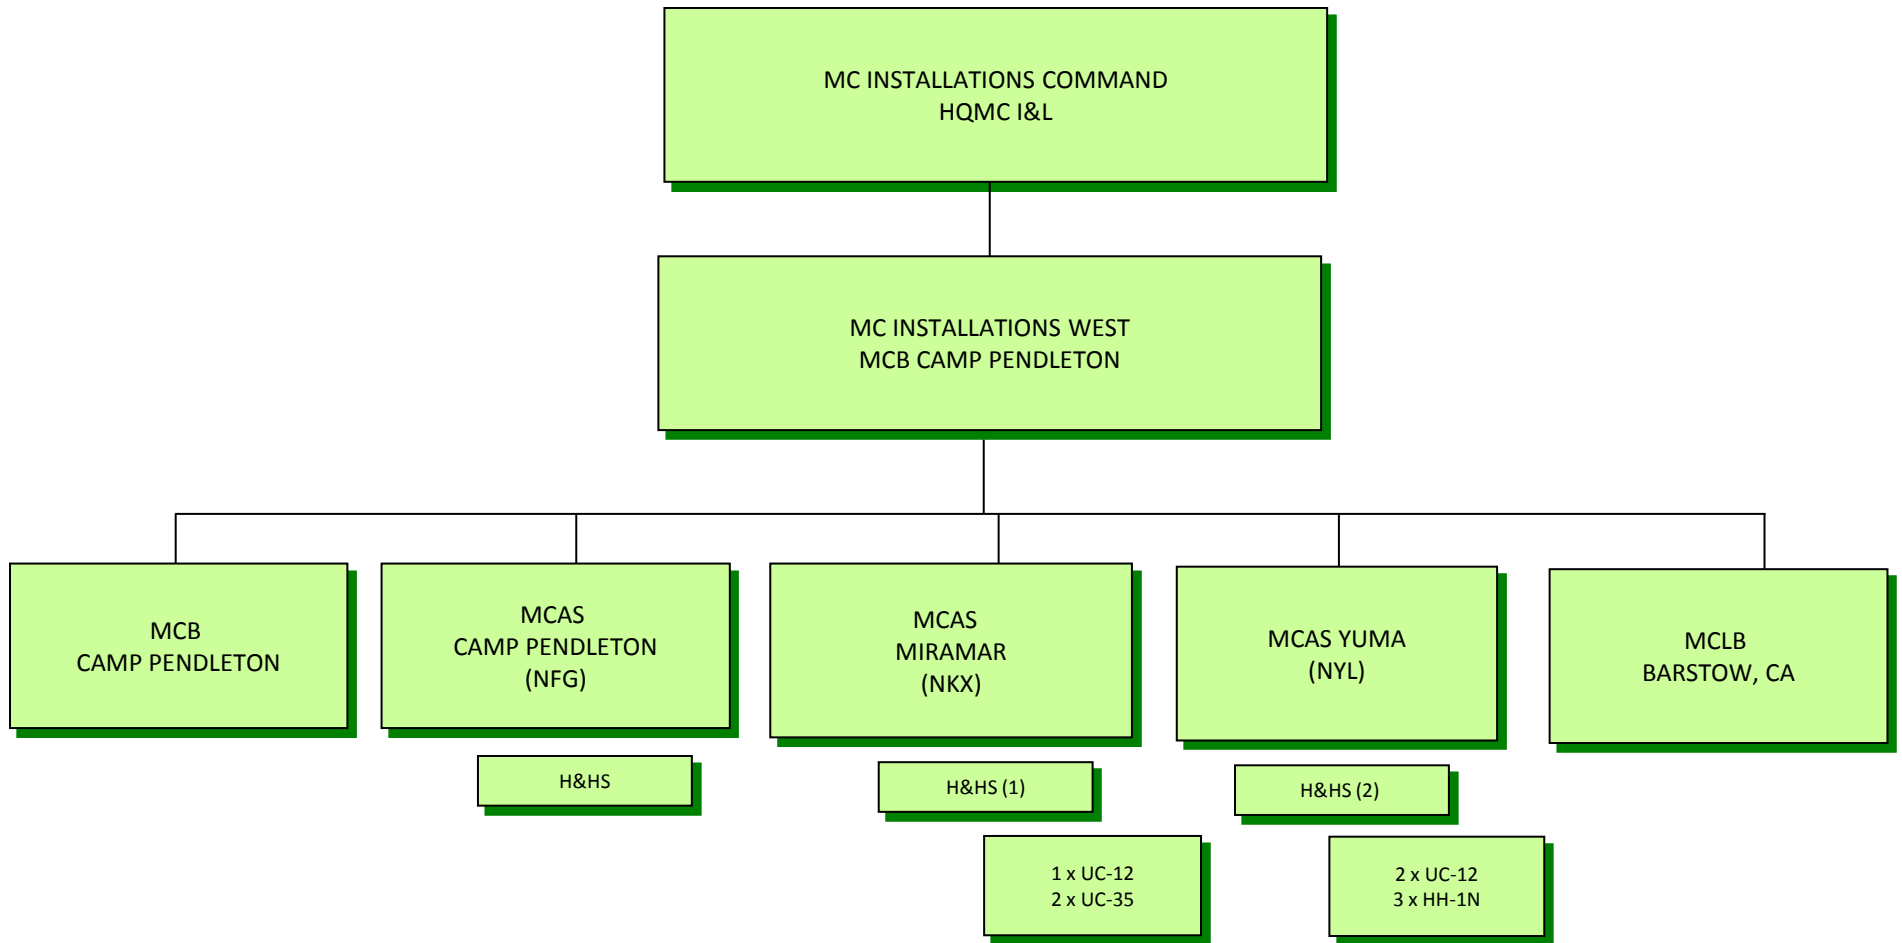 MC INSTALLATIONS COMMAND
HQMC I&L
MC INSTALLATIONS WEST
MCB CAMP PENDLETON
MCB
CAMP PENDLETON
MCAS
CAMP PENDLETON
(NFG)
MCAS
MIRAMAR
(NKX)
MCAS YUMA
(NYL)
MCLB
BARSTOW, CA
H&HS
H&HS (1)
H&HS (2)
1 x UC-12
2 x UC-35
2 x UC-12
3 x HH-1N